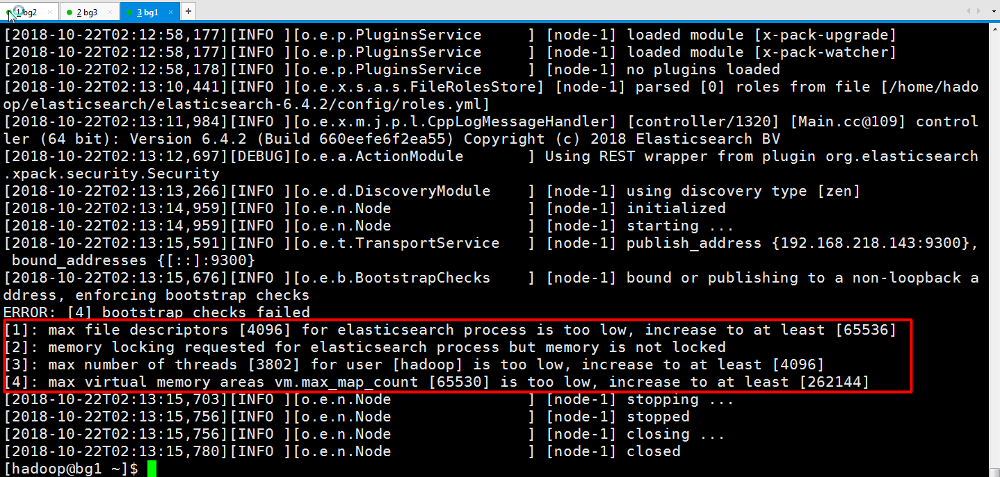 1 bg2 × 2 bg3 × 3 bg1 × +
[2018-10-22T02:12:58,177][INFO ][o.e.p.PluginsService     ] [node-1] loaded module [x-pack-upgrade]
[2018-10-22T02:12:58,177][INFO ][o.e.p.PluginsService     ] [node-1] loaded module [x-pack-watcher]
[2018-10-22T02:12:58,178][INFO ][o.e.p.PluginsService     ] [node-1] no plugins loaded
[2018-10-22T02:13:10,441][INFO ][o.e.x.s.a.s.FileRolesStore] [node-1] parsed [0] roles from file [/home/hado
op/elasticsearch/elasticsearch-6.4.2/config/roles.yml]
[2018-10-22T02:13:11,984][INFO ][o.e.x.m.j.p.l.CppLogMessageHandler] [controller/1320] [Main.cc@109] control
ler (64 bit): Version 6.4.2 (Build 660eefe6f2ea55) Copyright (c) 2018 Elasticsearch BV
[2018-10-22T02:13:12,697][DEBUG][o.e.a.ActionModule       ] Using REST wrapper from plugin org.elasticsearch
.xpack.security.Security
[2018-10-22T02:13:13,266][INFO ][o.e.d.DiscoveryModule    ] [node-1] using discovery type [zen]
[2018-10-22T02:13:14,959][INFO ][o.e.n.Node               ] [node-1] initialized
[2018-10-22T02:13:14,959][INFO ][o.e.n.Node               ] [node-1] starting ...
[2018-10-22T02:13:15,591][INFO ][o.e.t.TransportService   ] [node-1] publish_address {192.168.218.143:9300},
 bound_addresses {[::]:9300}
[2018-10-22T02:13:15,676][INFO ][o.e.b.BootstrapChecks    ] [node-1] bound or publishing to a non-loopback a
ddress, enforcing bootstrap checks
ERROR: [4] bootstrap checks failed
[1]: max file descriptors [4096] for elasticsearch process is too low, increase to at least [65536]
[2]: memory locking requested for elasticsearch process but memory is not locked
[3]: max number of threads [3802] for user [hadoop] is too low, increase to at least [4096]
[4]: max virtual memory areas vm.max_map_count [65530] is too low, increase to at least [262144]
[2018-10-22T02:13:15,703][INFO ][o.e.n.Node               ] [node-1] stopping ...
[2018-10-22T02:13:15,756][INFO ][o.e.n.Node               ] [node-1] stopped
[2018-10-22T02:13:15,756][INFO ][o.e.n.Node               ] [node-1] closing ...
[2018-10-22T02:13:15,780][INFO ][o.e.n.Node               ] [node-1] closed
[hadoop@bg1 ~]$